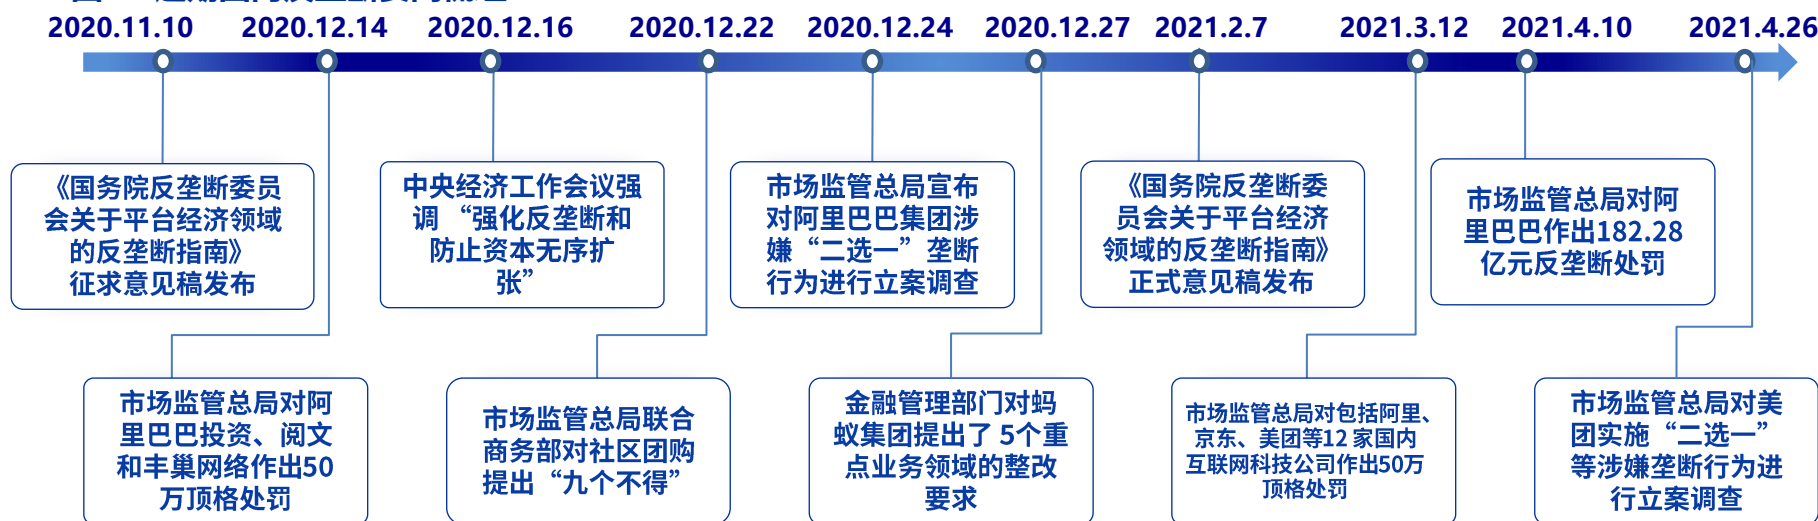 2020.11.10
2020.12.14
2020.12.16
2020.12.22
2020.12.24
2020.12.27
2021.2.7
2021.3.12
2021.4.10
2021.4.26
《国务院反垄断委员
会关于平台经济领域
的反垄断指南》
征求意见稿发布
中央经济工作会议强
调 “强化反垄断和
防止资本无序扩
张”
市场监管总局宣布
对阿里巴巴集团涉
嫌“二选一”垄断
行为进行立案调查
《国务院反垄断委
员会关于平台经济
领域的反垄断指南》
正式意见稿发布
市场监管总局对阿
里巴巴作出182.28
亿元反垄断处罚
市场监管总局对阿
里巴巴投资、阅文
和丰巢网络作出50
万顶格处罚
市场监管总局联合
商务部对社区团购
提出“九个不得”
金融管理部门对蚂
蚁集团提出了 5个重
点业务领域的整改
要求
市场监管总局对包括阿里、
京东、美团等12 家国内
互联网科技公司作出50万
顶格处罚
市场监管总局对美
团实施“二选一”
等涉嫌垄断行为进
行立案调查